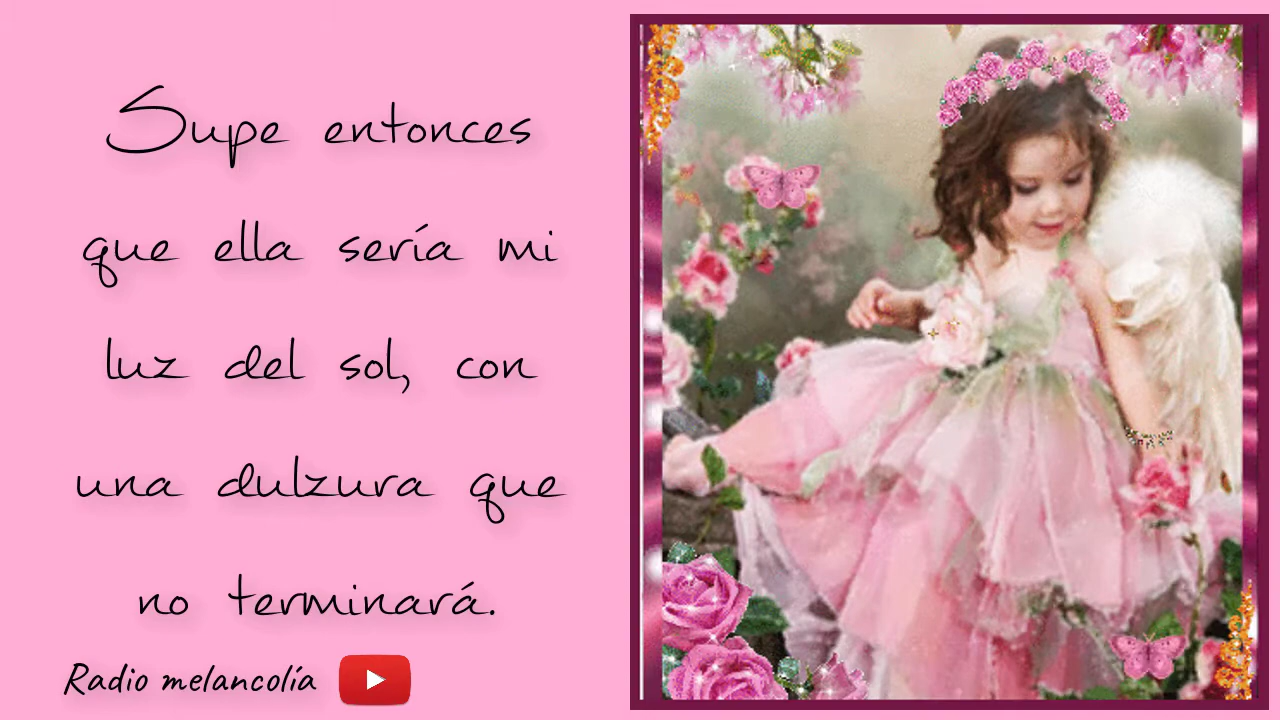 Supe entonces
que ella sería mi
luz del sol, con
una dulzura que
no terminará.
Radio melancolía